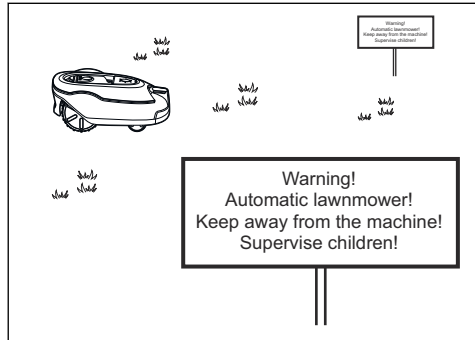 Warning!
Automatic lawnmower!
Keep away from the machine!
Supervise children!
Warning!
Automatic lawnmower!
Keep away from the machine!
Supervise children!